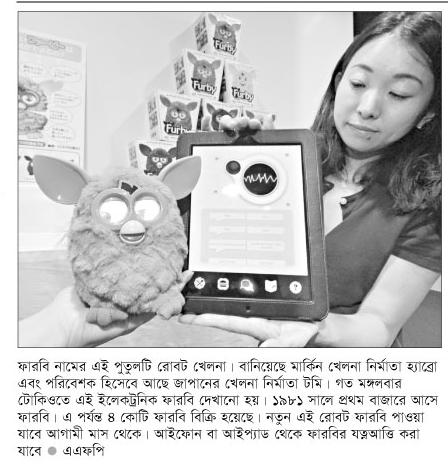 Furby
Furby
Furby
ফারবি নামের এই পুতুলটি রোবট খেলনা। বানিয়েছে মার্কিন খেলনা নির্মাতা হ্যাব্রো
এবং পরিবেশক হিসেবে আছে জাপানের খেলনা নির্মাতা টমি। গত মঙ্গলবার
টোকিওতে এই ইলেকট্রনিক ফারবি দেখানো হয়। ১৯৮১ সালে প্রথম বাজারে আসে
ফারবি। এ পর্যন্ত ৪ কোটি ফারবি বিক্রি হয়েছে। নতুন এই রোবট ফারবি পাওয়া
যাবে আগামী মাস থেকে। আইফোন বা আইপ্যাড থেকে ফারবির যত্নআত্তি করা
যাবে ● এএফপি